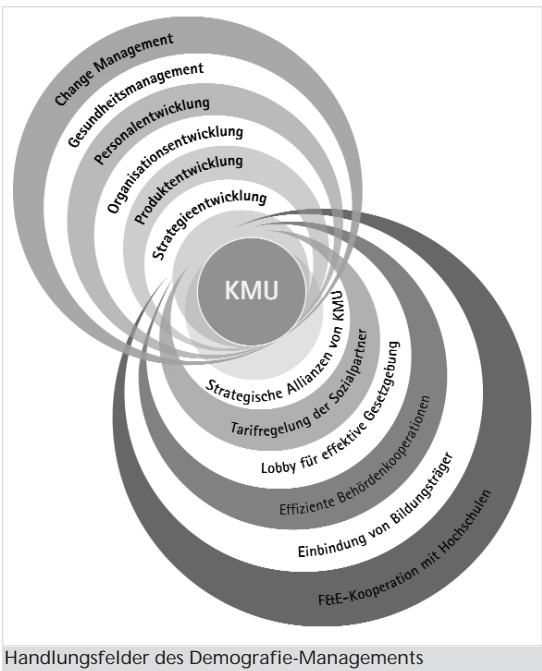 Change Management
Gesundheitsmanagement
Personalentwicklung
Organisationsentwicklung
Produktentwicklung
Strategieentwicklung
KMU
Strategische Allianzen von KMU
Tarifregelung der Sozialpartner
Lobby für effektive Gesetzgebung
Effiziente Behördenkooperationen
Einbindung von Bildungsträger
F&E-Kooperation mit Hochschulen
Handlungsfelder des Demografie-Managements